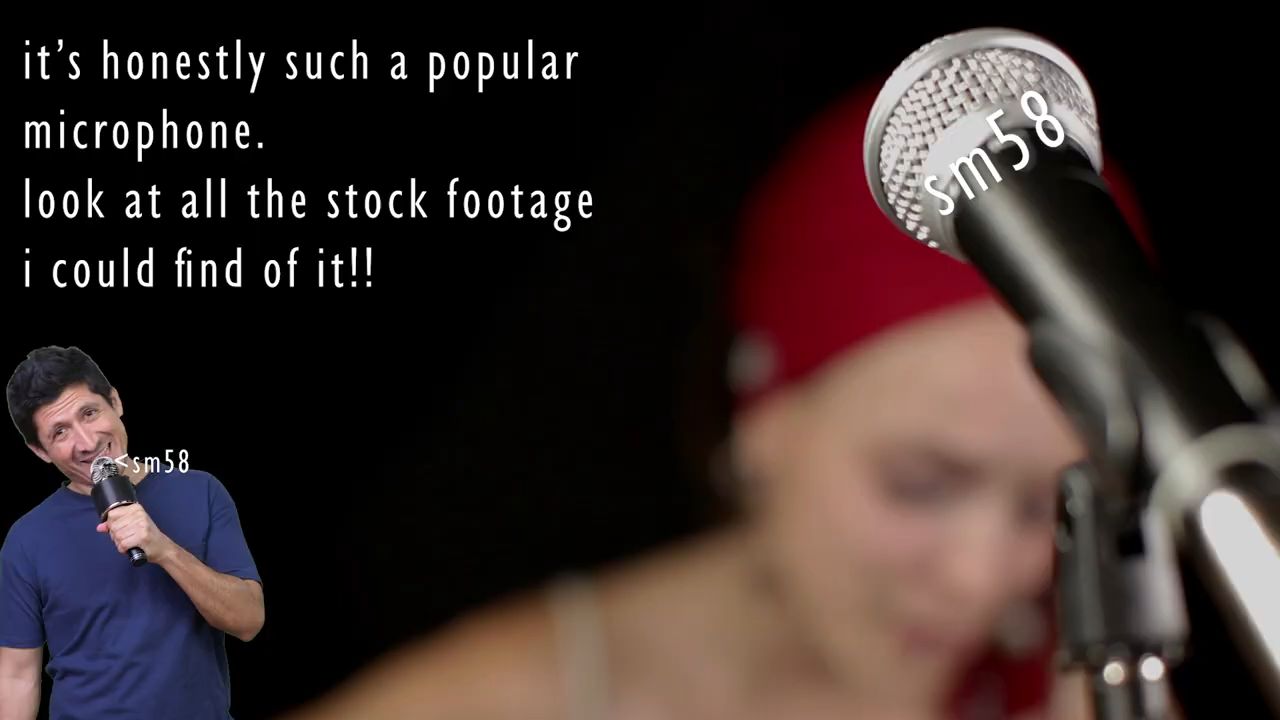 it’s honestly such a popular
microphone.
look at all the stock footage
i could find of it!!
sm58
<sm58